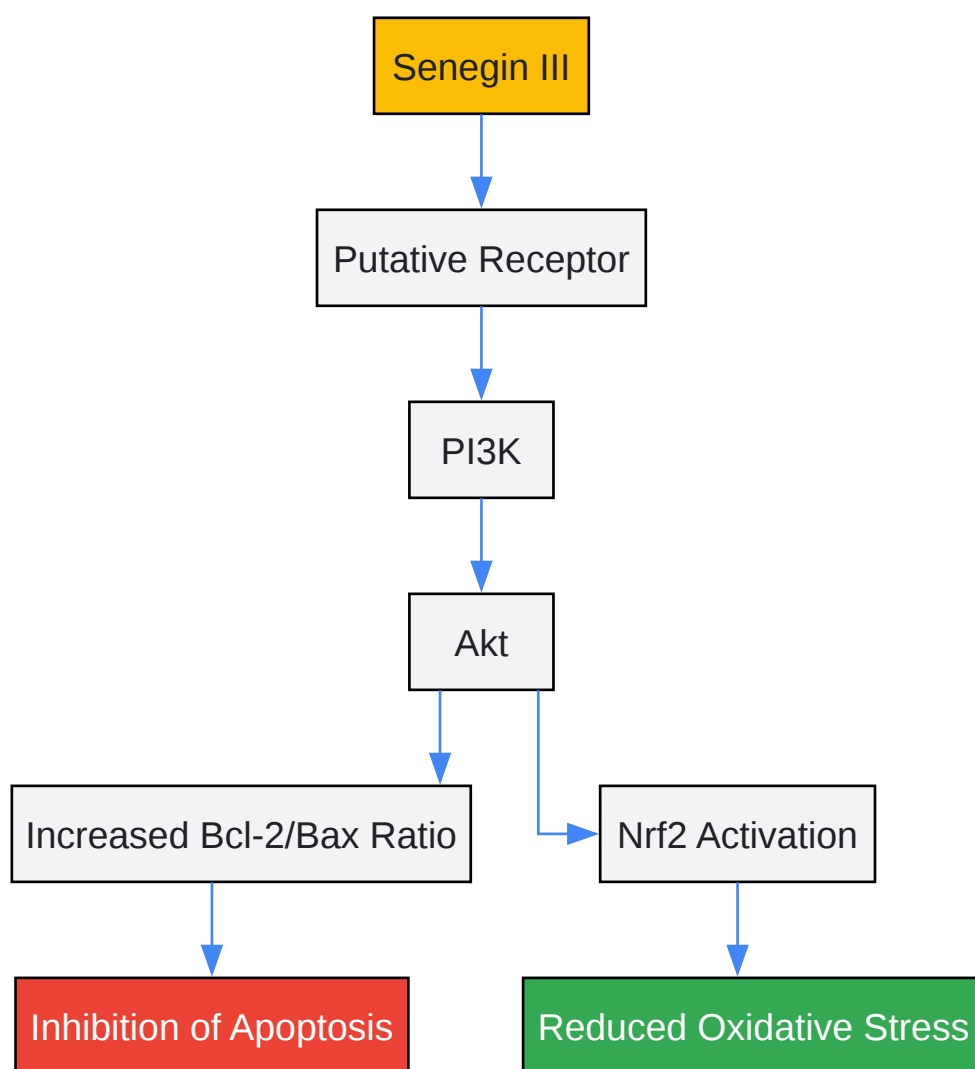 Senegin III
Putative Receptor
PI3K
Akt
Increased Bcl-2/Bax Ratio
Nrf2 Activation
Inhibition of Apoptosis
Reduced Oxidative Stress